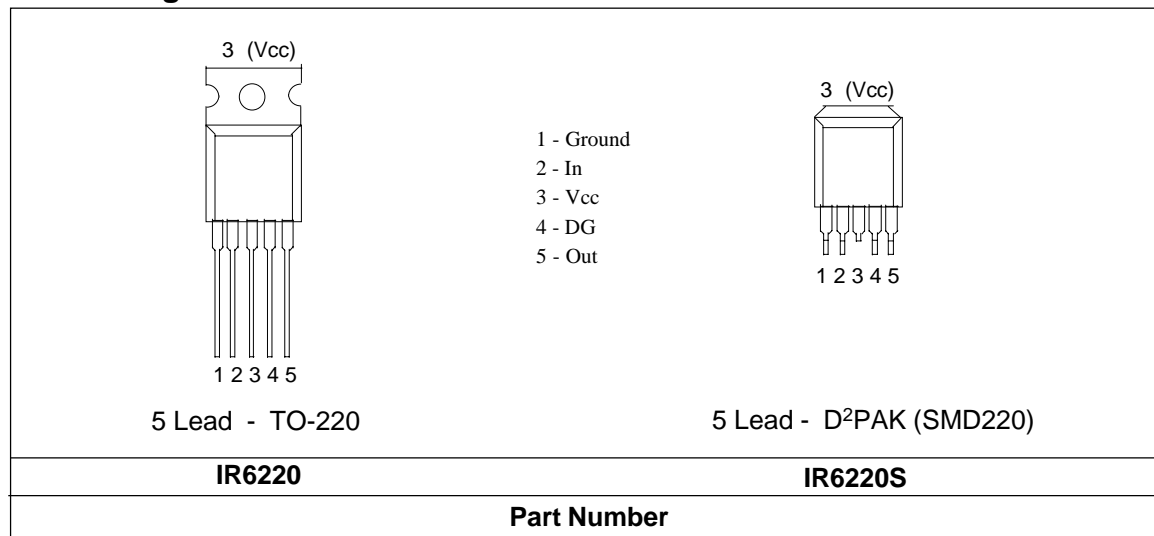 3 (Vcc)
1 2 3 4 5
5 Lead - TO-220
1 - Ground
2 - In
3 - Vcc
4 - DG
5 - Out
3 (Vcc)
1 2 3 4 5
5 Lead - D²PAK (SMD220)
IR6220
IR6220S
Part Number